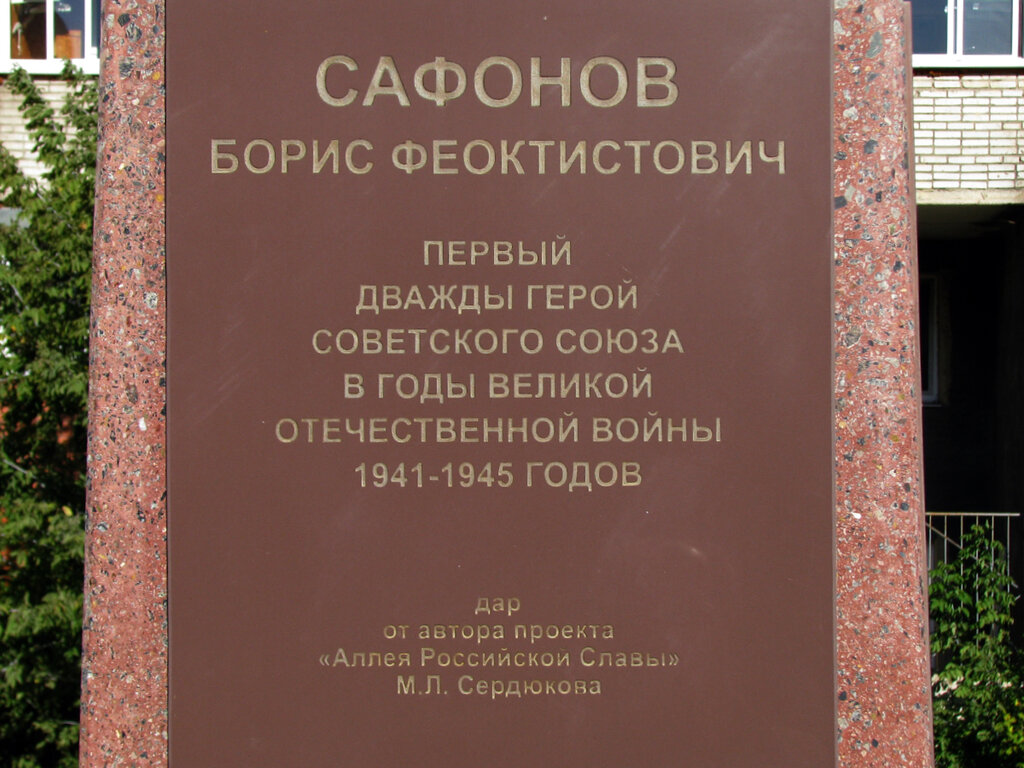 САФОНОВ
БОРИС ФЕОКТИСТОВИЧ
ПЕРВЫЙ
ДВАЖДЫ ГЕРОЙ
СОВЕТСКОГО СОЮЗА
В ГОДЫ ВЕЛИКОЙ
ОТЕЧЕСТВЕННОЙ ВОЙНЫ
1941-1945 ГОДОВ
дар
от автора проекта
«Аллея Российской Славы»
М.Л. Сердюкова